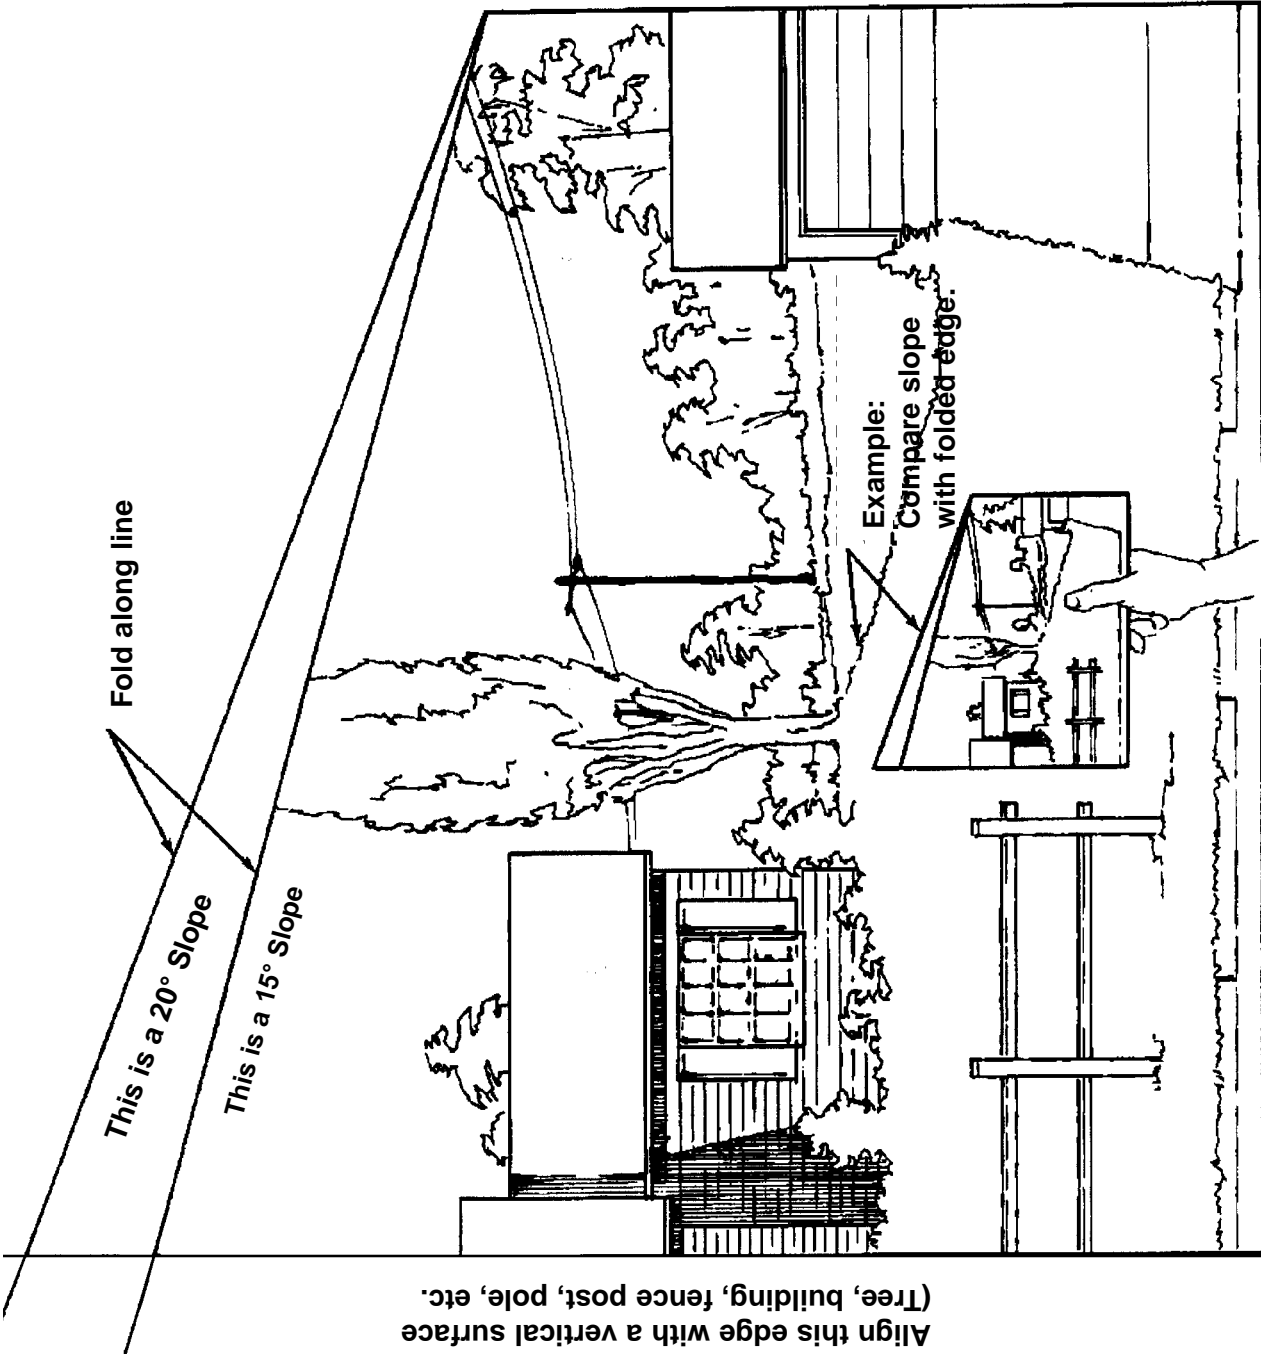 Fold along line
This is a 20° Slope
This is a 15° Slope
Example:
Compare slope
with folded edge.
Align this edge with a vertical surface
(Tree, building, fence post, pole, etc.